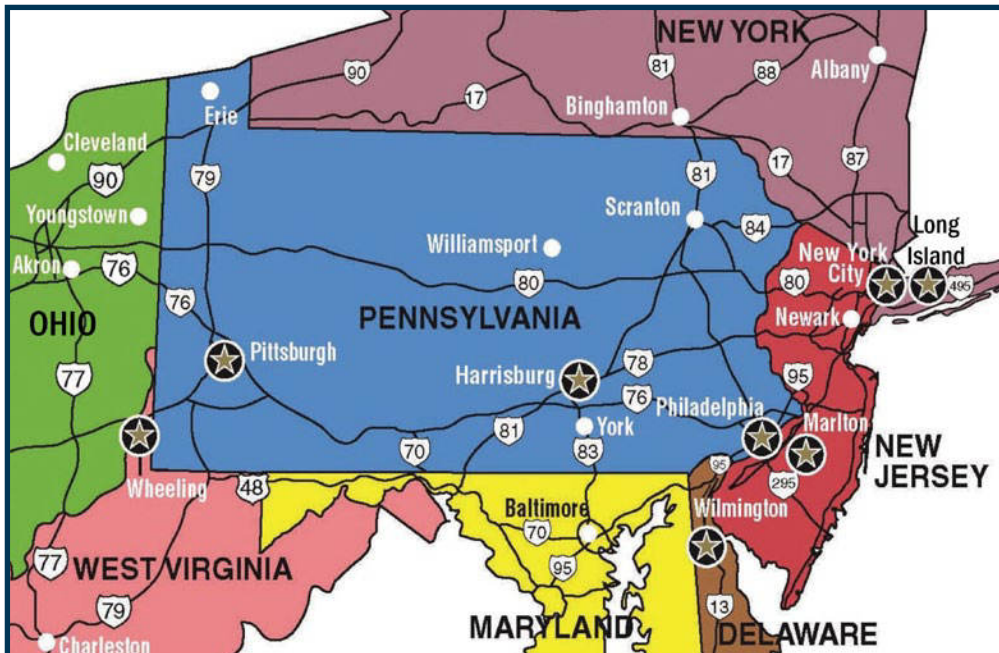 NEW YORK
81
90
88
Albany
17
Binghamton
Erie
Cleveland
79
90
81
17
87
Youngstown
Scranton
84
Long
Island
Williamsport
New York
City
Akron
76
80
80
495
76
OHIO
PENNSYLVANIA
Newark
Pittsburgh
78
77
Harrisburg
95
76
Philadelphia
Marlton
81
York
70
83
NEW
JERSEY
95
Wheeling
48
295
Baltimore
Wilmington
70
77
WEST VIRGINIA
95
79
13
MARYLAND
DELAWARE
Charleston